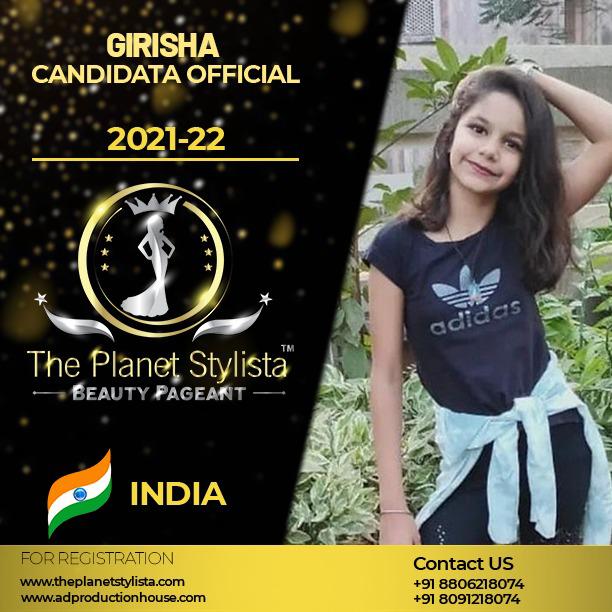 GIRISHA
CANDIDATA OFFICIAL
2021-22
The Planet Stylista™
BEAUTY PAGEANT
INDIA
adidas
FOR REGISTRATION
www.theplanetstylista.com
www.adproductionhouse.com
Contact US
+91 8806218074
+91 8091218074